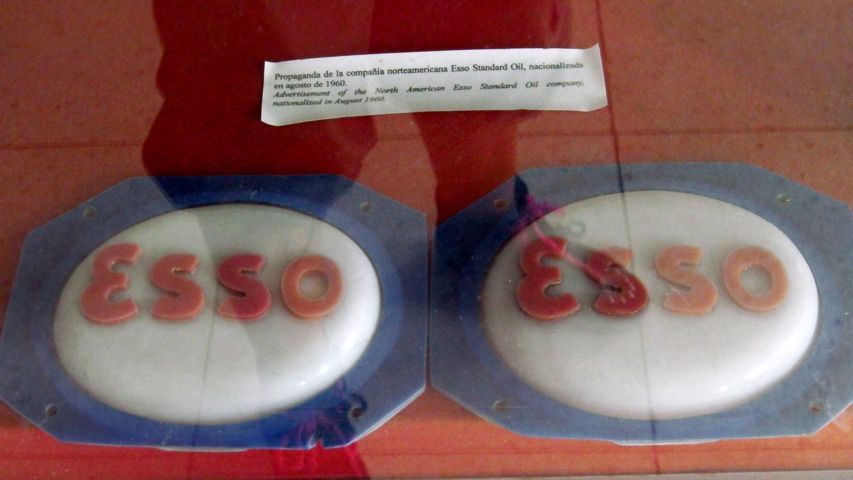 Propaganda de la compañía norteamericana Esso Standard Oil, nacionalizada
en agosto de 1960.
Advertisement of the North American Esso Standard Oil company,
nationalized in August 1960.
Esso Esso